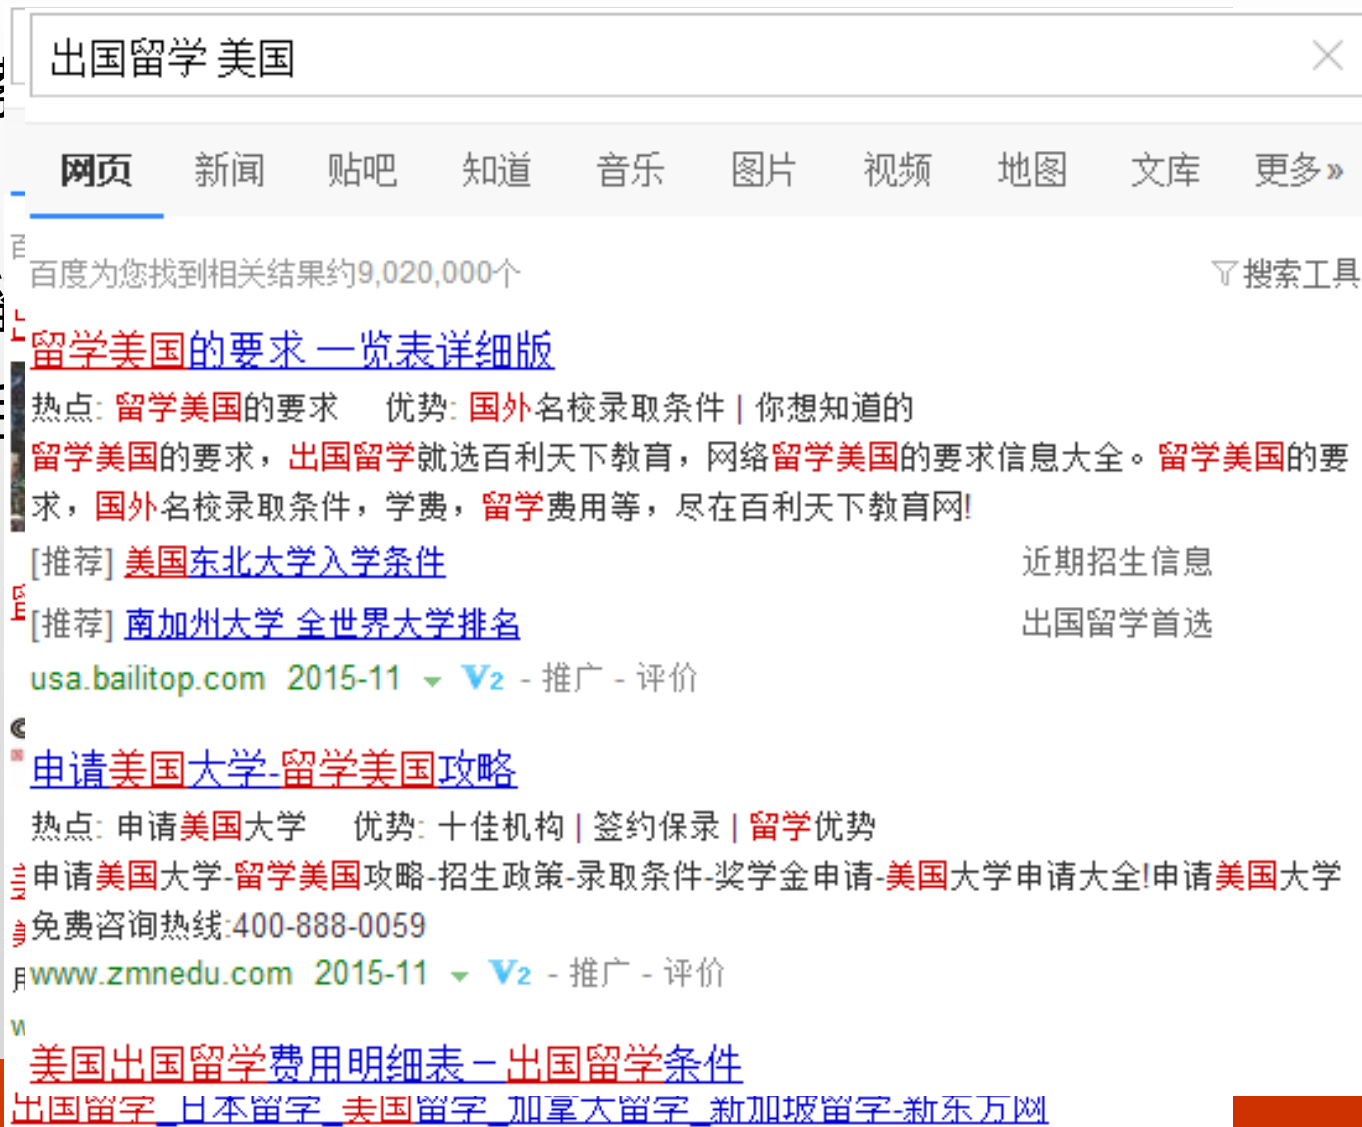 出国留学 美国
网页 新闻 贴吧 知道 音乐 图片 视频 地图 文库 更多»
百度为您找到相关结果约9,020,000个 搜索工具
留学美国的要求 一览表详细版
热点: 留学美国的要求 优势: 国外名校录取条件 | 你想知道的
留学美国的要求，出国留学就选百利天下教育，网络留学美国的要求信息大全。留学美国的要
求，国外名校录取条件，学费，留学费用等，尽在百利天下教育网!
[推荐] 美国东北大学入学条件 近期招生信息
[推荐] 南加州大学 全世界大学排名 出国留学首选
usa.bailitop.com 2015-11 V2 - 推广 - 评价
申请美国大学-留学美国攻略
热点: 申请美国大学 优势: 十佳机构 | 签约保录 | 留学优势
申请美国大学-留学美国攻略-招生政策-录取条件-奖学金申请-美国大学申请大全!申请美国大学
免费咨询热线:400-888-0059
www.zmnedu.com 2015-11 V2 - 推广 - 评价
美国出国留学费用明细表 – 出国留学条件
出国留学_日本留学_美国留学_加拿大留学_新加坡留学-新东方网